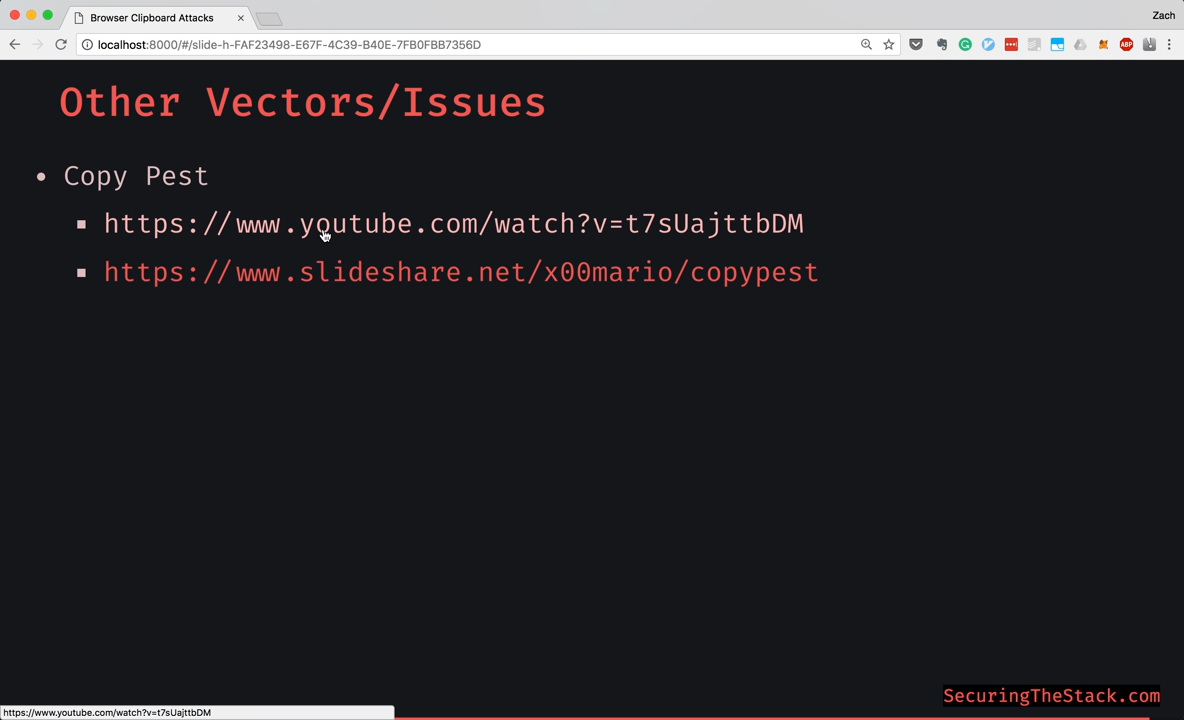 Browser Clipboard Attacks
Zach
localhost:8000/#/slide-h-FAF23498-E67F-4C39-B40E-7FB0FBB7356D
ABP
Other Vectors/Issues
• Copy Pest
▪ https://www.youtube.com/watch?v=t7sUajttbDM
▪ https://www.slideshare.net/x00mario/copypest
SecuringTheStack.com
https://www.youtube.com/watch?v=t7sUajttbDM